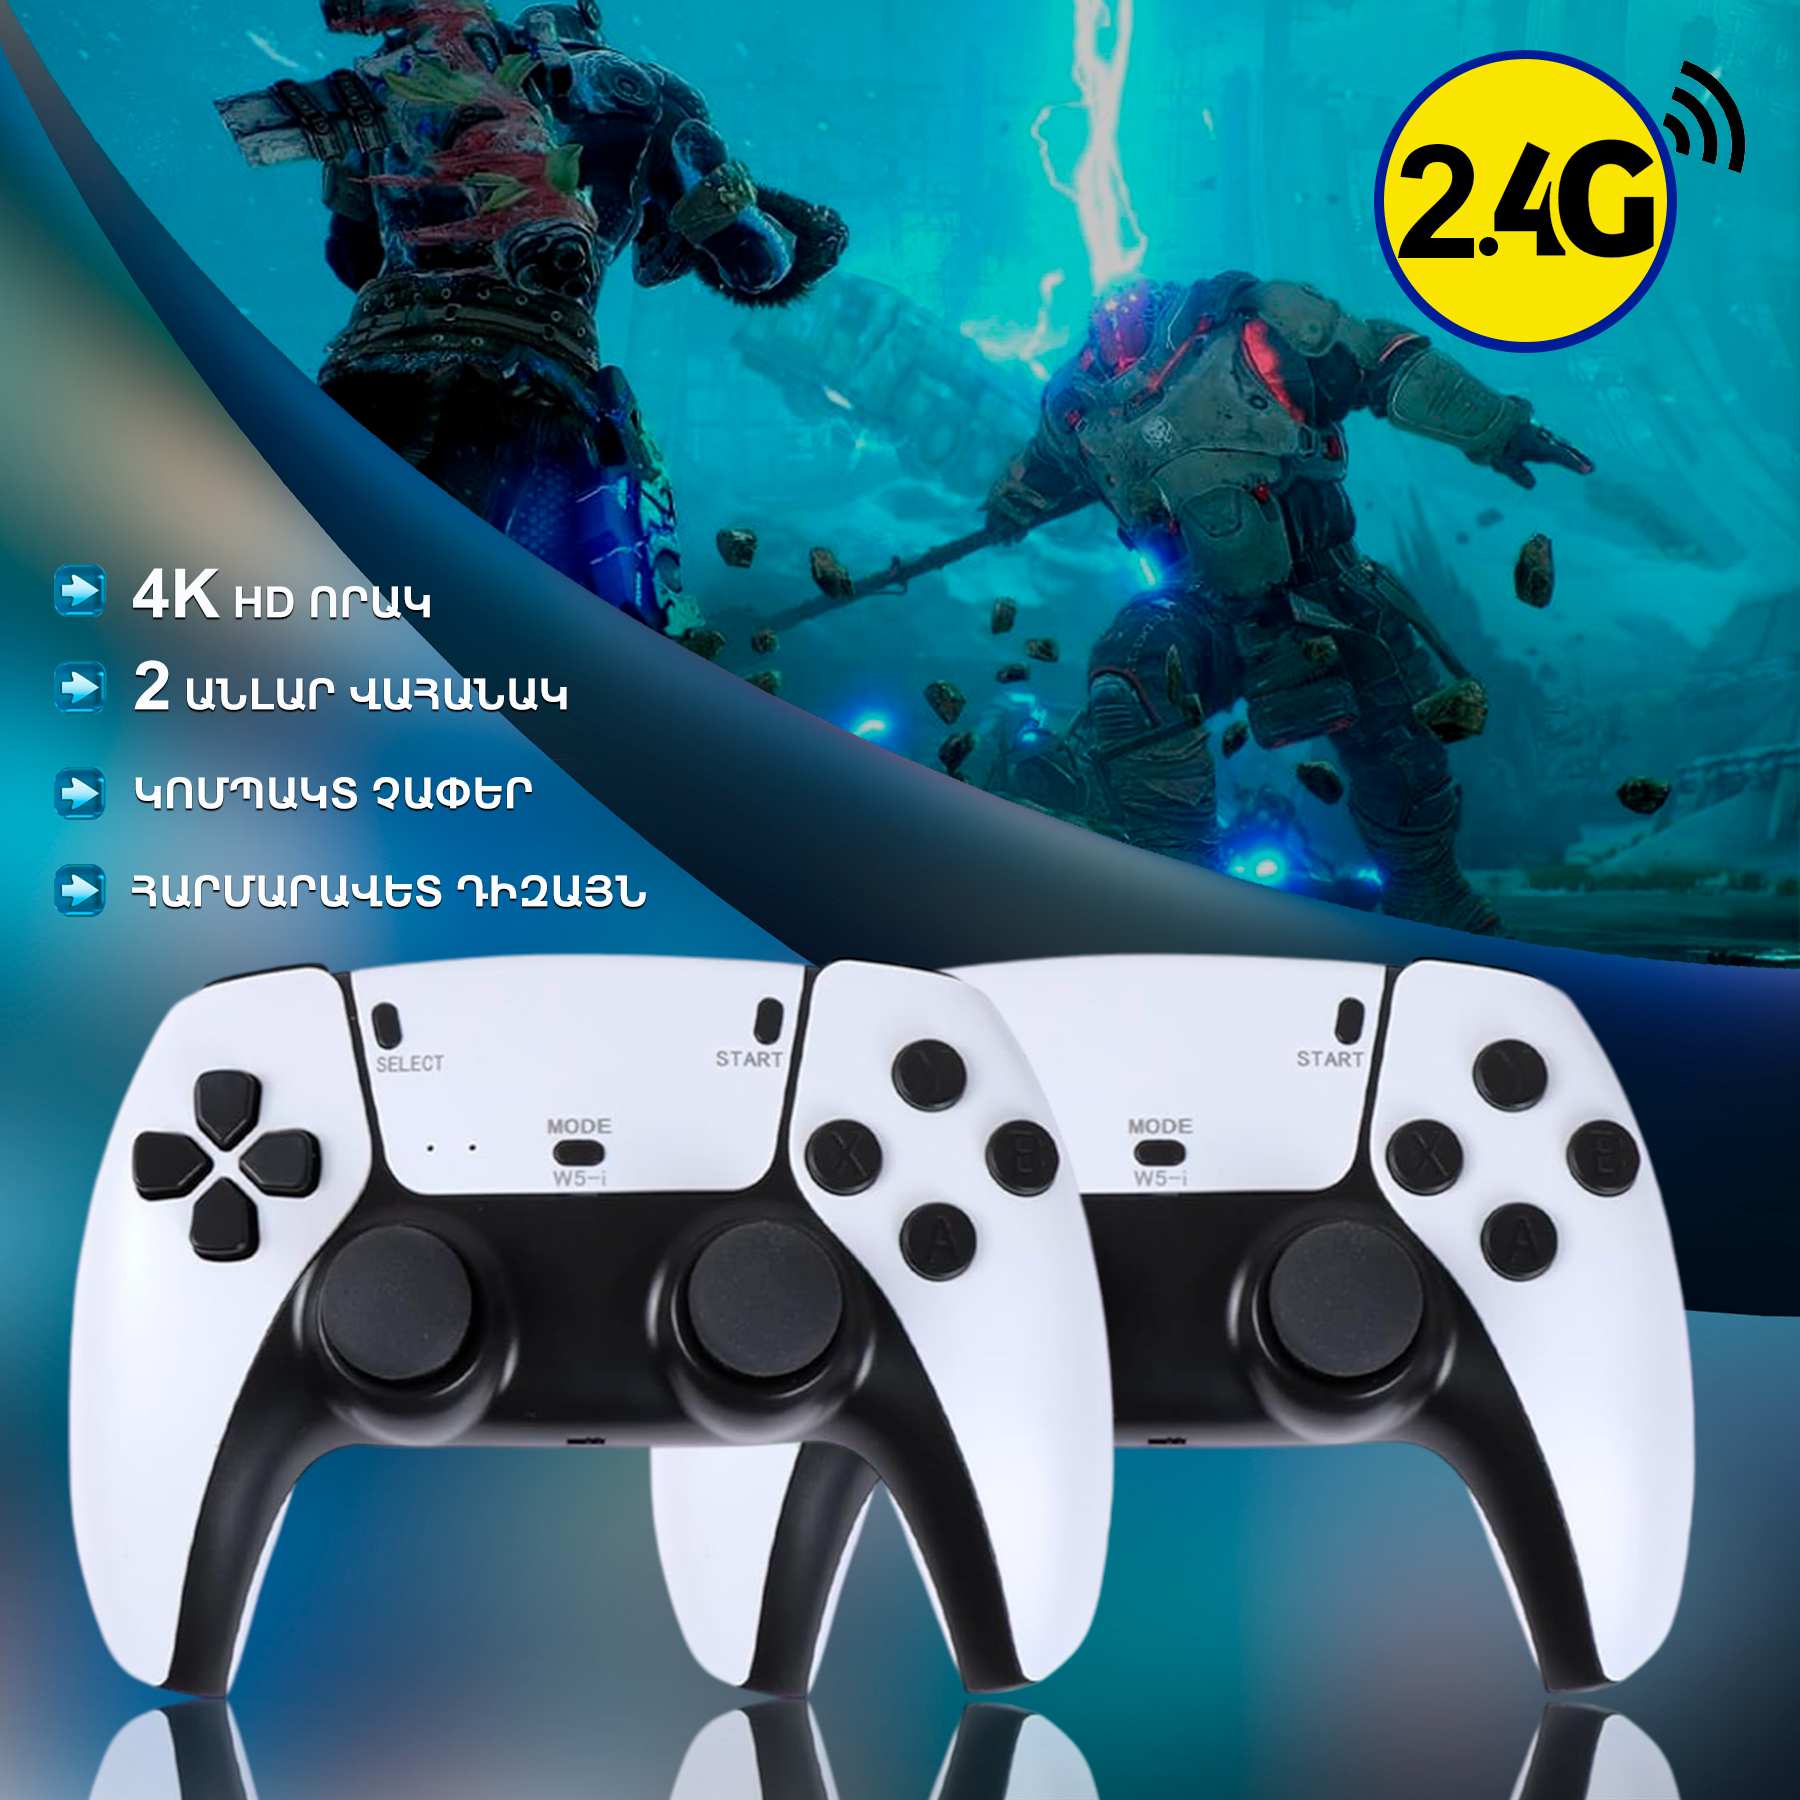 2.4G
4K HD ՈՐԱԿ
2 ԱՆԼԱՐ ՎԱՀԱՆԱԿ
ԿՈՄՊԱԿՏ ՉԱՓԵՐ
ՀԱՐՄԱՐԱՎԵՏ ԴԻԶԱՅՆ
SELECT
START
MODE
W5-i
Y
X
B
A
START
MODE
W5-i
Y
X
B
A